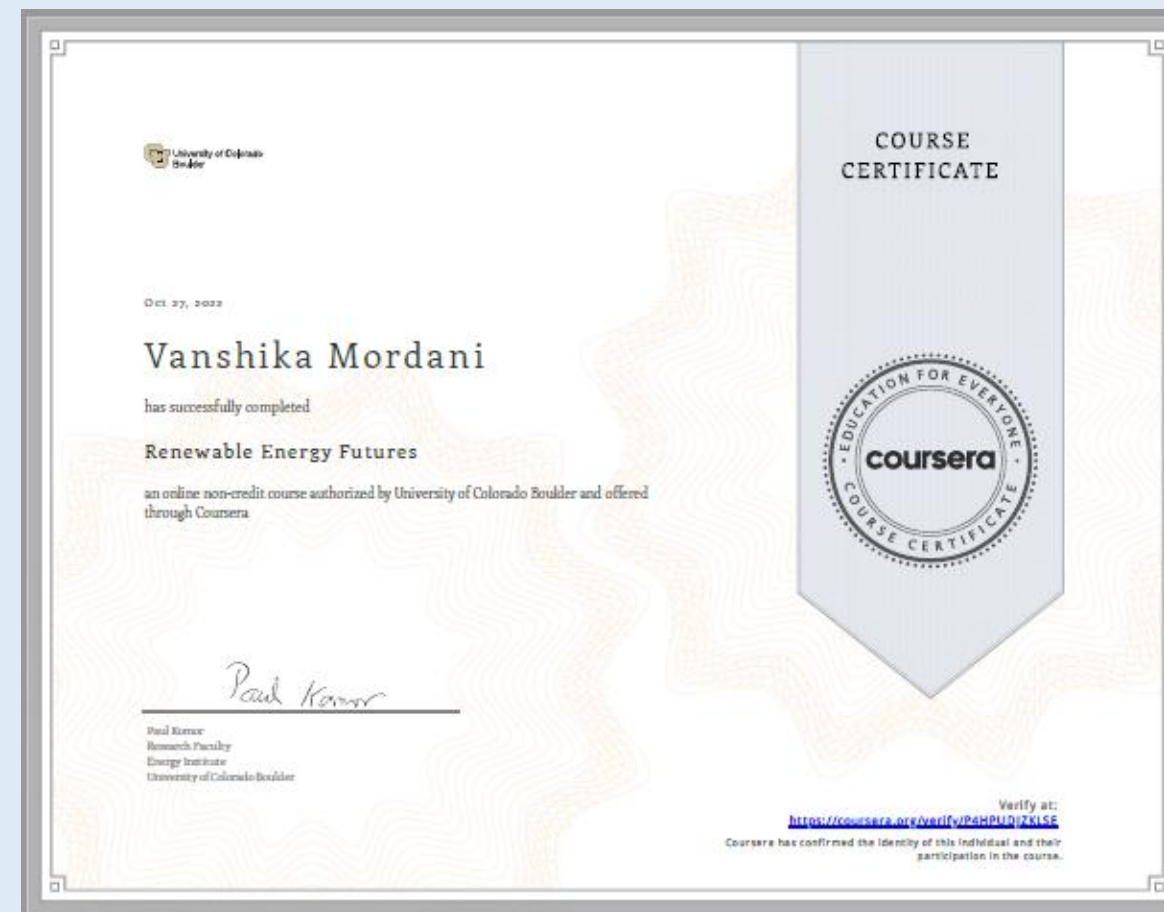 University of Colorado
Boulder
COURSE
CERTIFICATE
Oct 27, 2022
Vanshika Mordani
has successfully completed
Renewable Energy Futures
an online non-credit course authorized by University of Colorado Boulder and offered
through Coursera
EDUCATION FOR EVERYONE
coursera
COURSE CERTIFICATE
Paul Komor
Paul Komor
Research Faculty
Energy Institute
University of Colorado Boulder
Verify at:
https://coursera.org/verify/P4HPUDJZKLSE
Coursera has confirmed the identity of this individual and their
participation in the course.